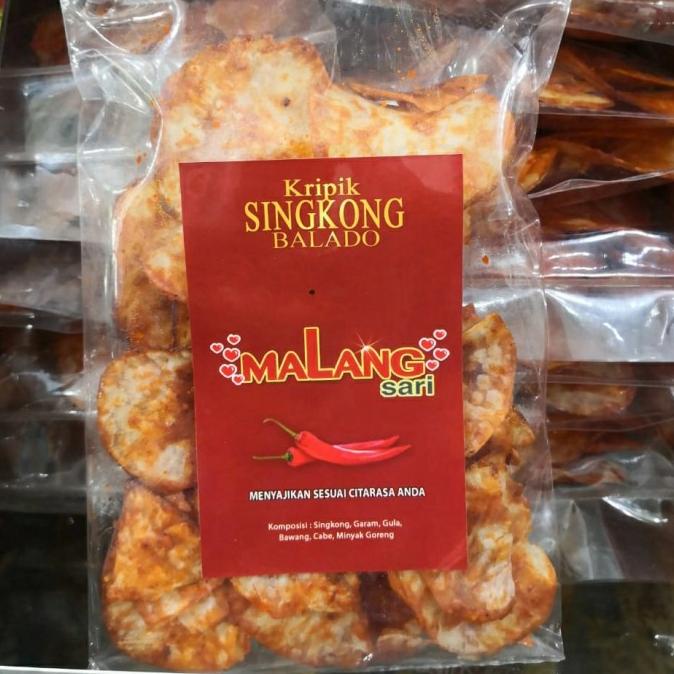 Kripik
SINGKONG
BALADO
MALANG
sari
MENYAJIKAN SESUAI CITARASA ANDA
Komposisi : Singkong, Garam, Gula,
Bawang, Cabe, Minyak Goreng